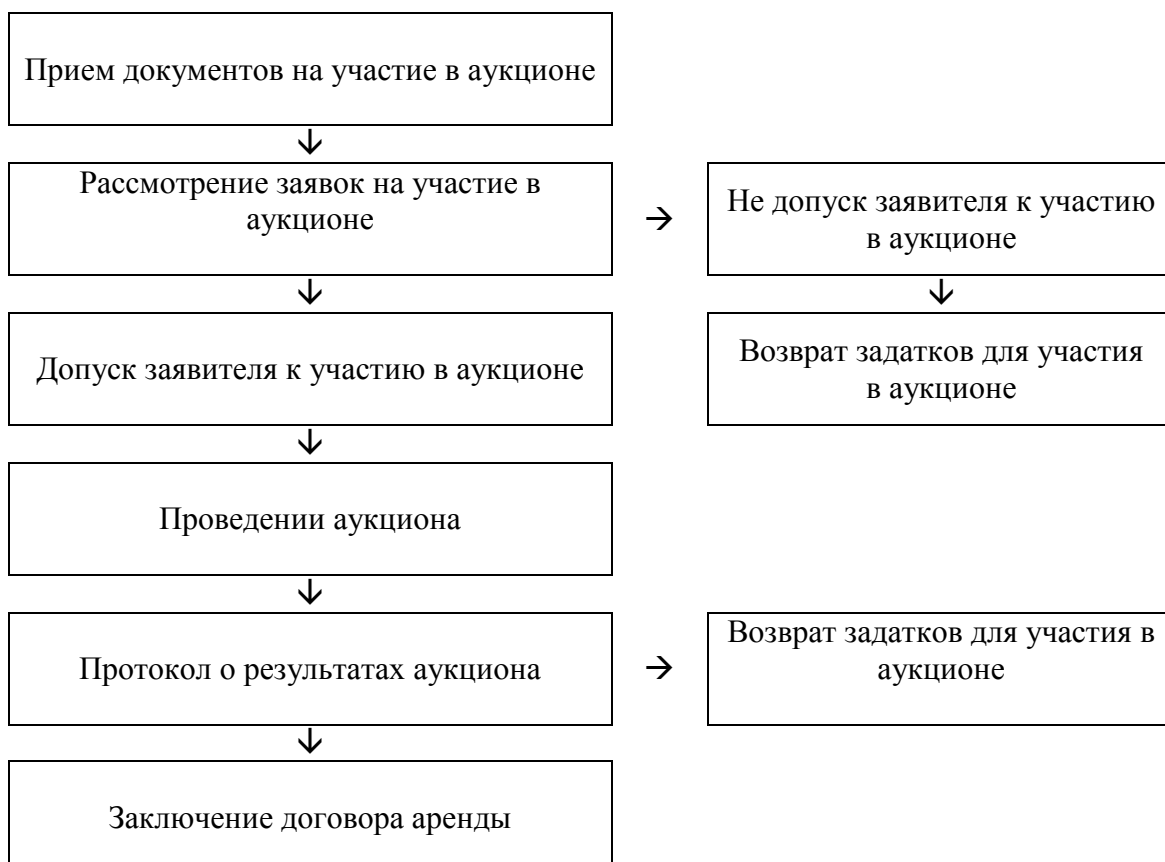 Прием документов на участие в аукционе
Рассмотрение заявок на участие в
аукционе
Не допуск заявителя к участию
в аукционе
Допуск заявителя к участию в аукционе
Возврат задатков для участия
в аукционе
Проведении аукциона
Протокол о результатах аукциона
Возврат задатков для участия в
аукционе
Заключение договора аренды